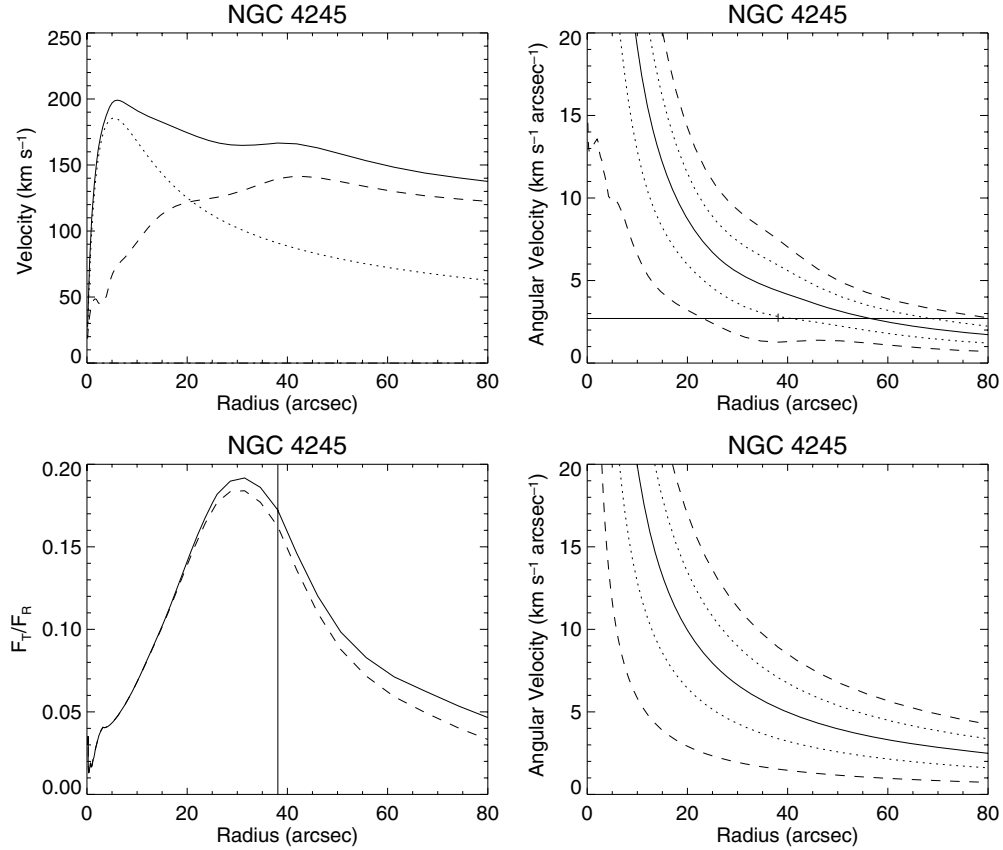 NGC 4245
Velocity (km s⁻¹)
250
200
150
100
50
0
0 20 40 60 80
Radius (arcsec)
NGC 4245
Angular Velocity (km s⁻¹ arcsec⁻¹)
20
15
10
5
0
0 20 40 60 80
Radius (arcsec)
NGC 4245
F_T/F_R
0.20
0.15
0.10
0.05
0.00
0 20 40 60 80
Radius (arcsec)
NGC 4245
Angular Velocity (km s⁻¹ arcsec⁻¹)
20
15
10
5
0
0 20 40 60 80
Radius (arcsec)